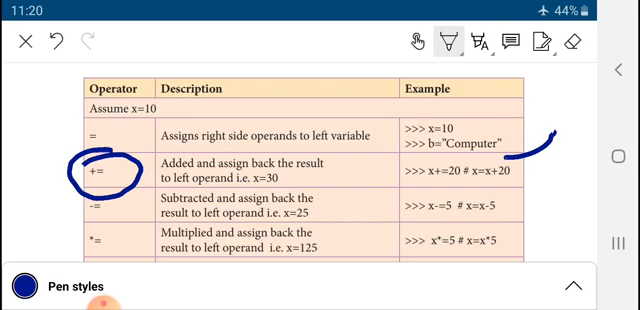 11:20 44%
Operator Description Example
Assume x=10
= Assigns right side operands to left variable >>> x=10
>>> b="Computer"
+= Added and assign back the result
to left operand i.e. x=30 >>> x+=20 # x=x+20
-= Subtracted and assign back the
result to left operand i.e. x=25 >>> x-=5 # x=x-5
*= Multiplied and assign back the
result to left operand i.e. x=125 >>> x*=5 # x=x*5
Pen styles